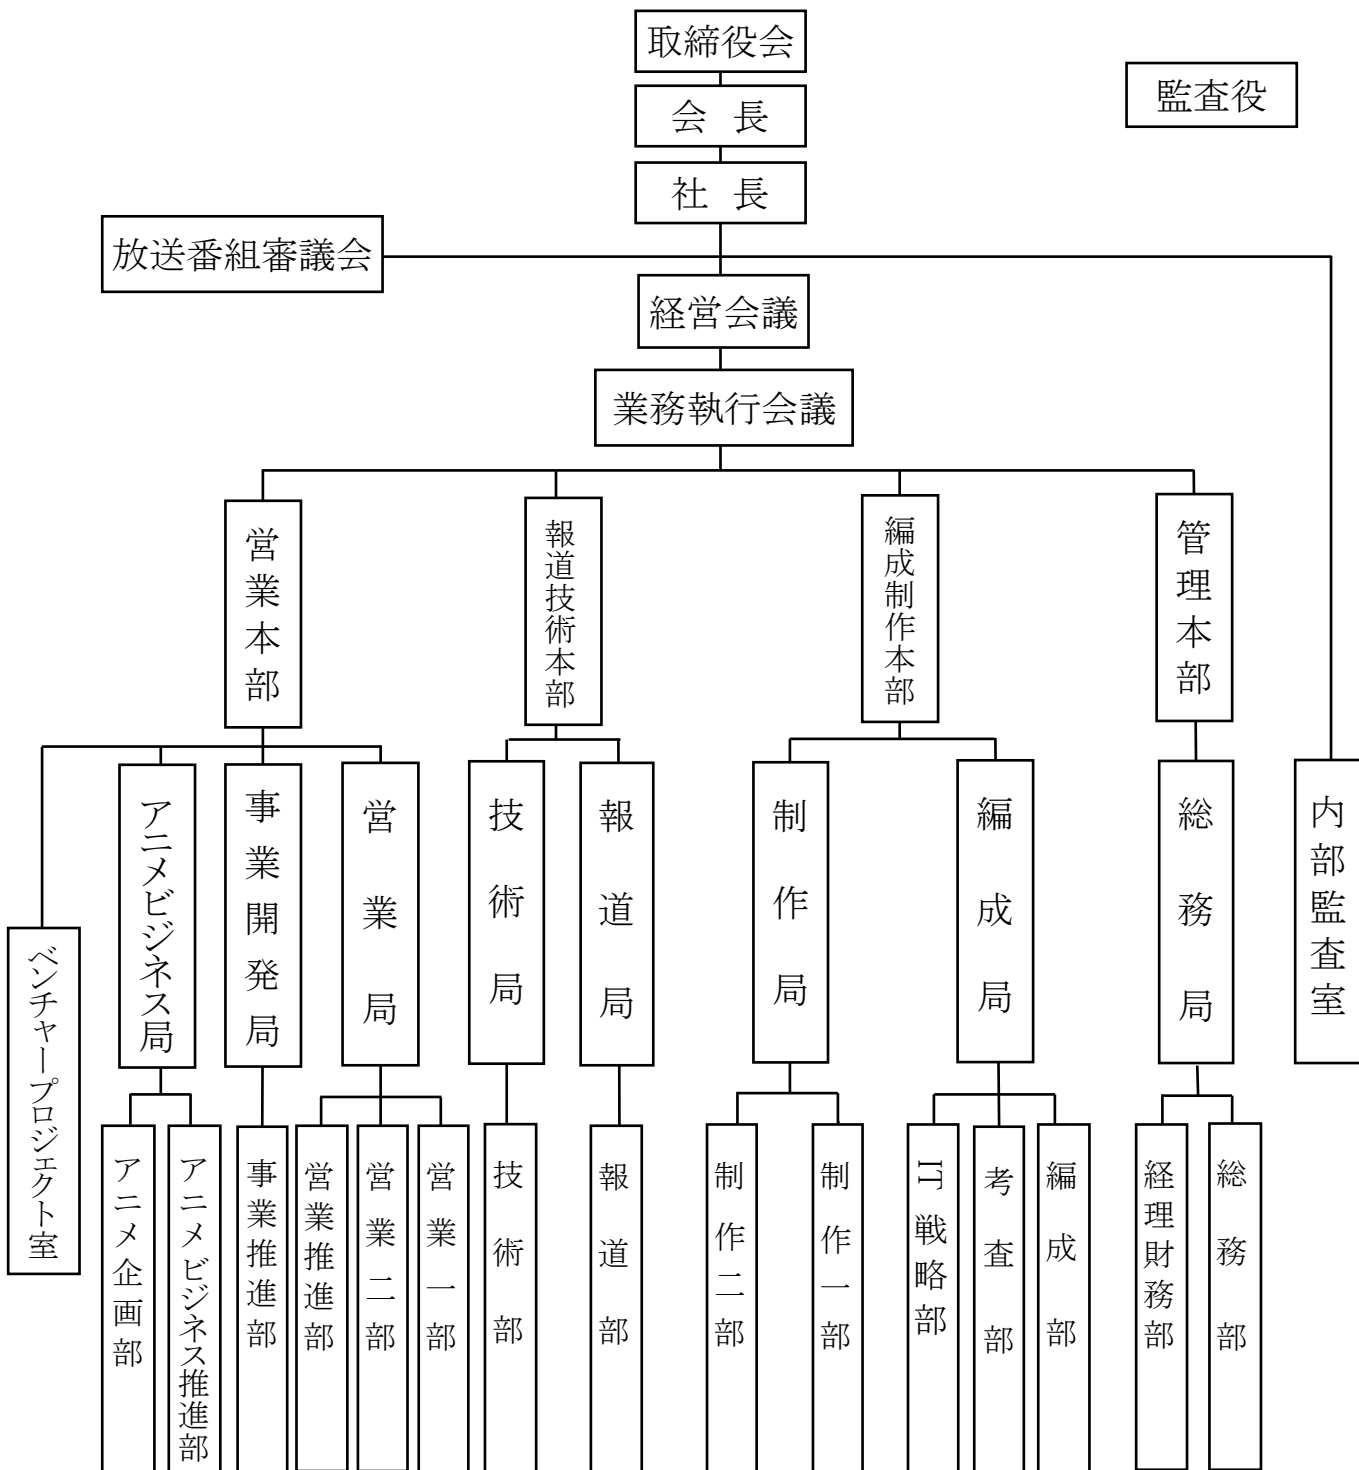 取締役会
監査役
会長
社長
放送番組審議会
経営会議
業務執行会議
営業本部
報道技術本部
編成制作本部
管理本部
ベンチャープロジェクト室
アニメビジネス局
事業開発局
営業局
技術局
報道局
制作局
編成局
総務局
内部監査室
アニメ企画部
アニメビジネス推進部
事業推進部
営業推進部
営業二部
営業一部
技術部
報道部
制作二部
制作一部
IT戦略部
考査部
編成部
経理財務部
総務部